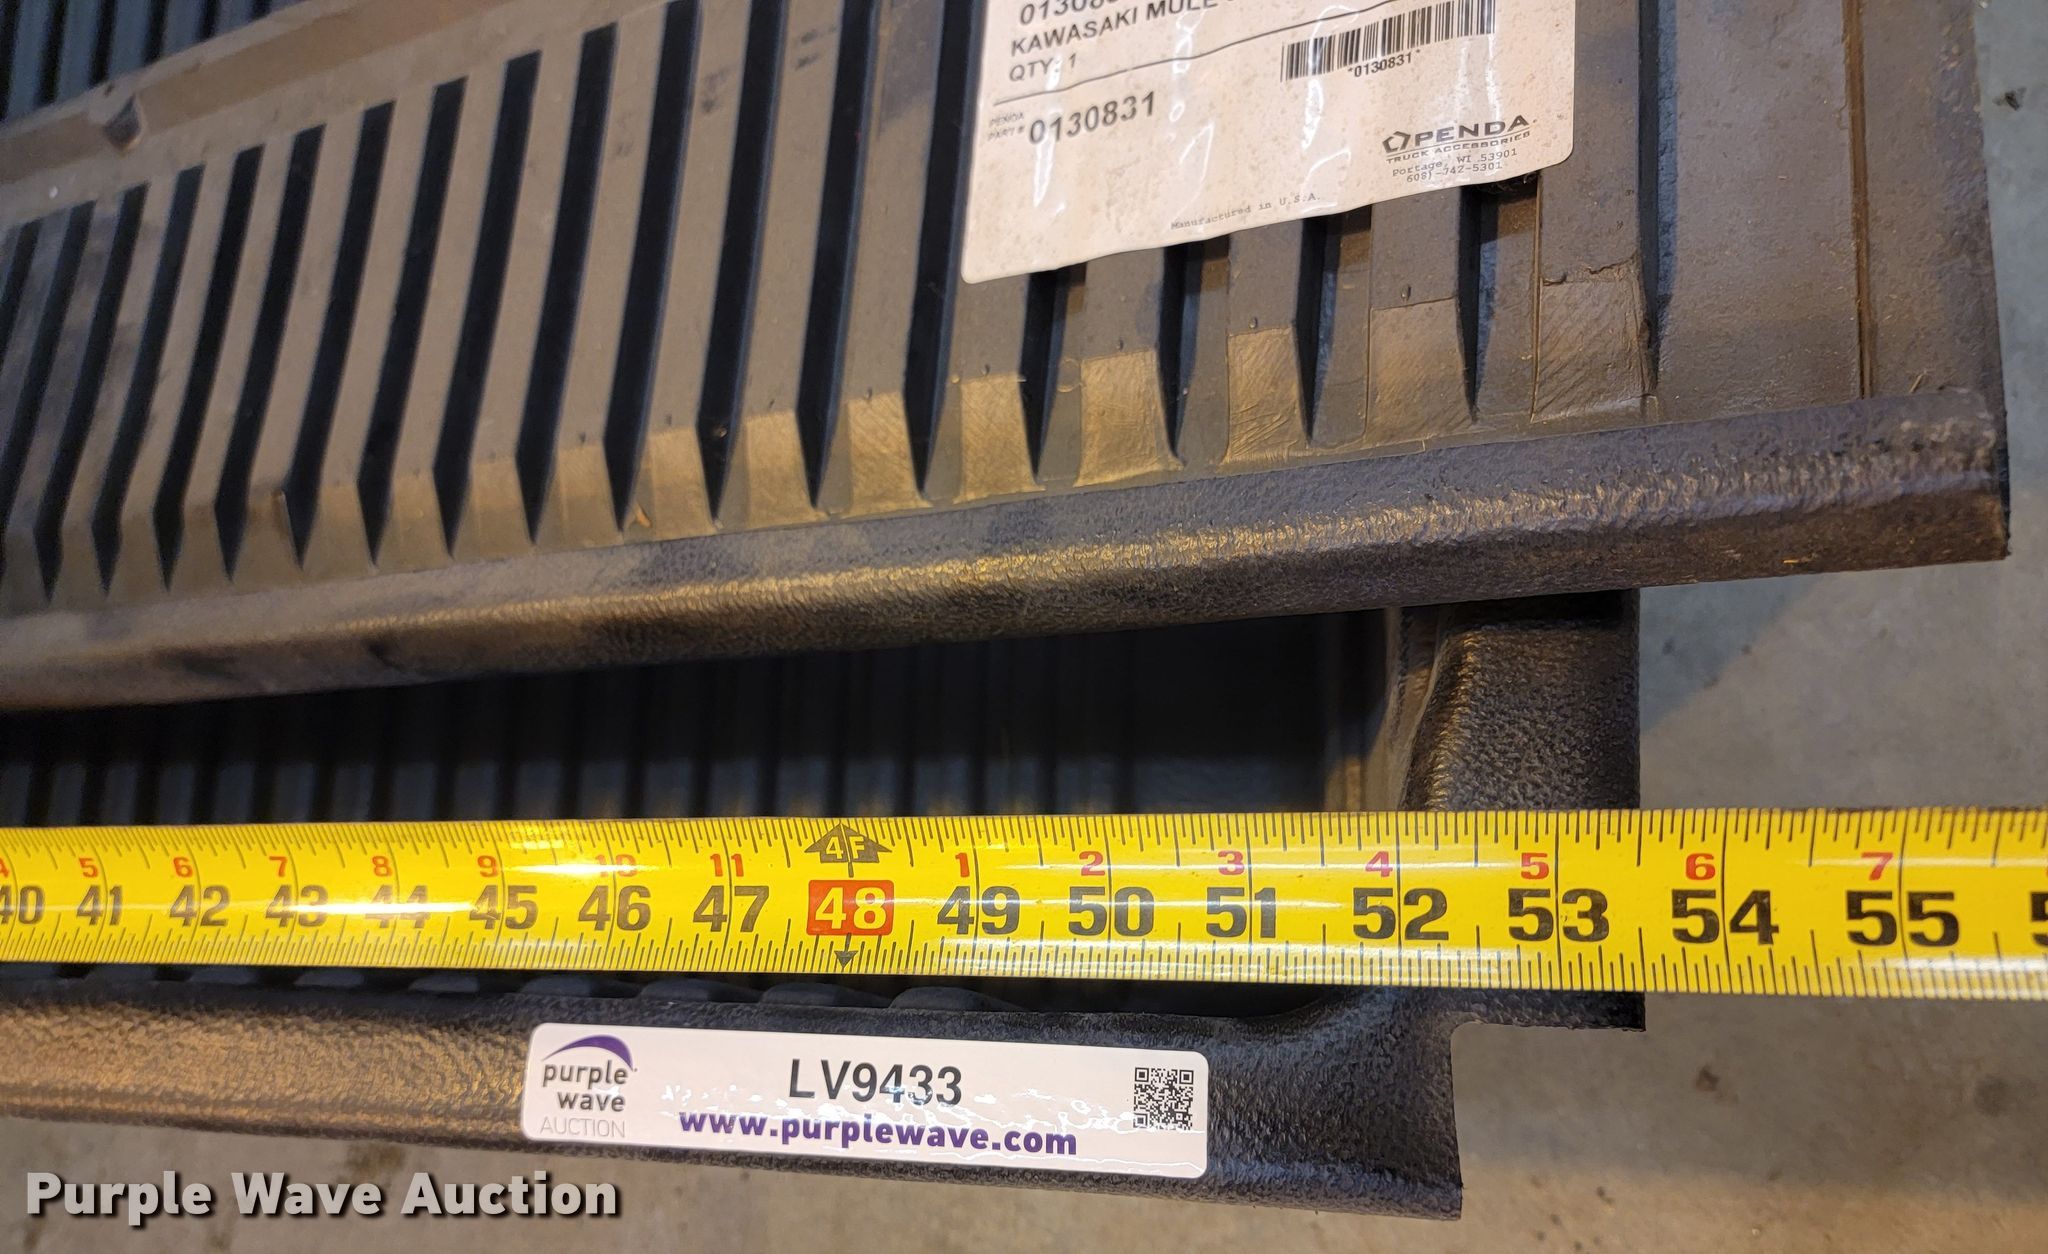 KAWASAKI MULE
QTY: 1
*0130831*
PENDA
PART # 0130831
PENDA
TRUCK ACCESSORIES
Portage, WI 53901
608)-742-5301
Manufactured in U.S.A.
5 6 7 8 9 10 11 4F 1 2 3 4 5 6 7
40 41 42 43 44 45 46 47 48 49 50 51 52 53 54 55
purple wave AUCTION
LV9433
www.purplewave.com
Purple Wave Auction